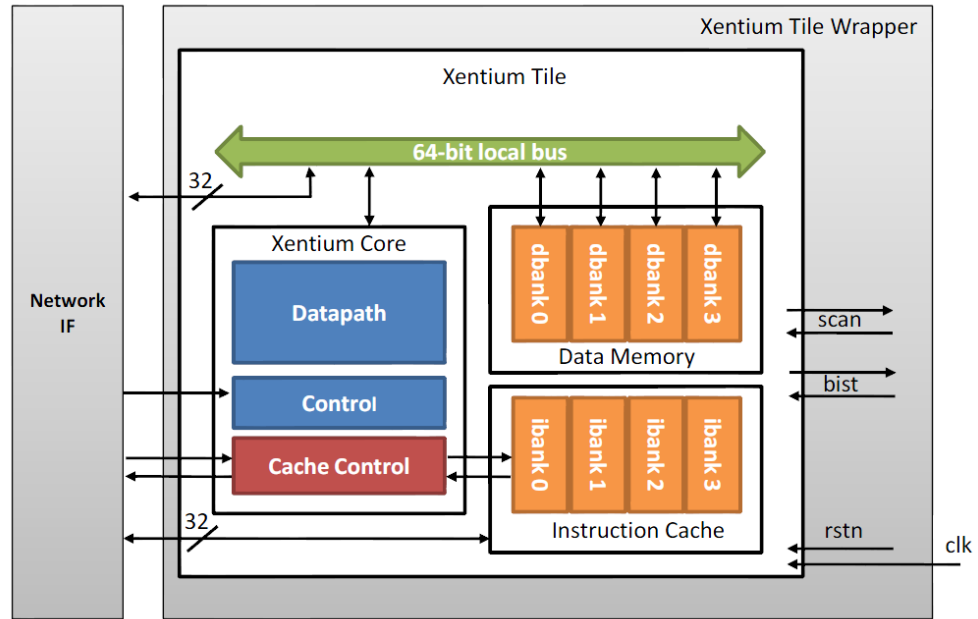 Xentium Tile Wrapper
Xentium Tile
64-bit local bus
32
Xentium Core
Datapath
Control
Cache Control
32
Network
IF
dbank 0
dbank 1
dbank 2
dbank 3
Data Memory
ibank 0
ibank 1
ibank 2
ibank 3
Instruction Cache
scan
bist
rstn
clk